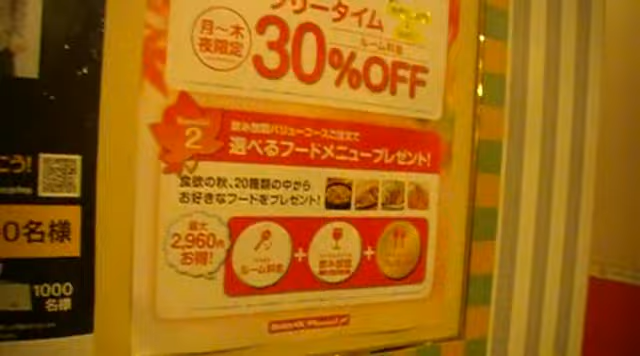 フリータイム
月～木
夜限定
ルーム料金
30%OFF
2
飲み放題バリューコースご注文で
選べるフードメニュープレゼント!
食欲の秋、20種類の中から
お好きなフードをプレゼント!
最大
2,960円
お得!
ルーム料金
+
飲み放題
+
こう!
0名様
1000
名様